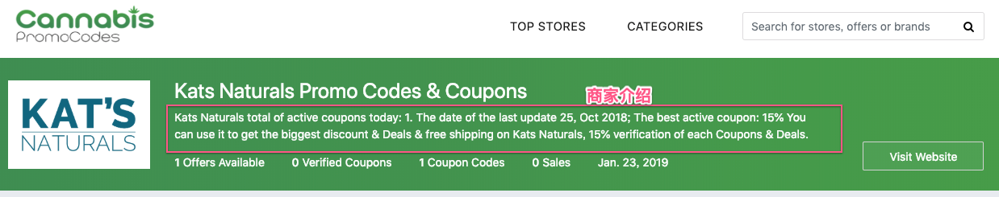 Cannabis
PromoCodes
TOP STORES
CATEGORIES
Search for stores, offers or brands
KAT'S
NATURALS
Kats Naturals Promo Codes & Coupons
商家介绍
Kats Naturals total of active coupons today: 1. The date of the last update 25, Oct 2018; The best active coupon: 15% You
can use it to get the biggest discount & Deals & free shipping on Kats Naturals, 15% verification of each Coupons & Deals.
1 Offers Available
0 Verified Coupons
1 Coupon Codes
0 Sales
Jan. 23, 2019
Visit Website